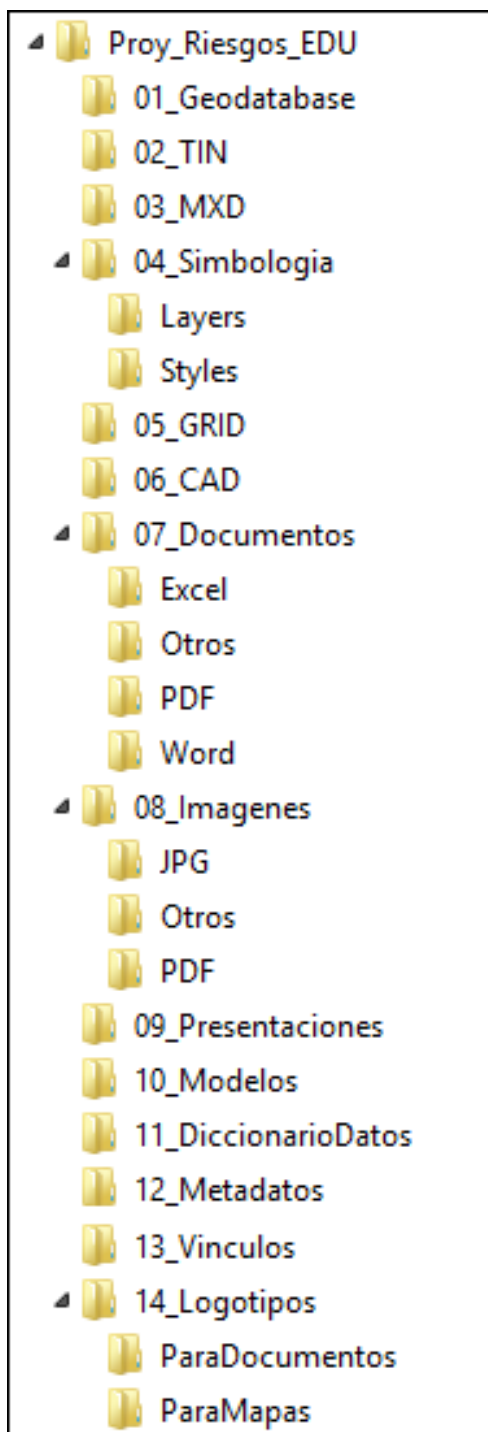 Proy_Riesgos_EDU
01_Geodatabase
02_TIN
03_MXD
04_Simbologia
Layers
Styles
05_GRID
06_CAD
07_Documentos
Excel
Otros
PDF
Word
08_Imagenes
JPG
Otros
PDF
09_Presentaciones
10_Modelos
11_DiccionarioDatos
12_Metadatos
13_Vinculos
14_Logotipos
ParaDocumentos
ParaMapas